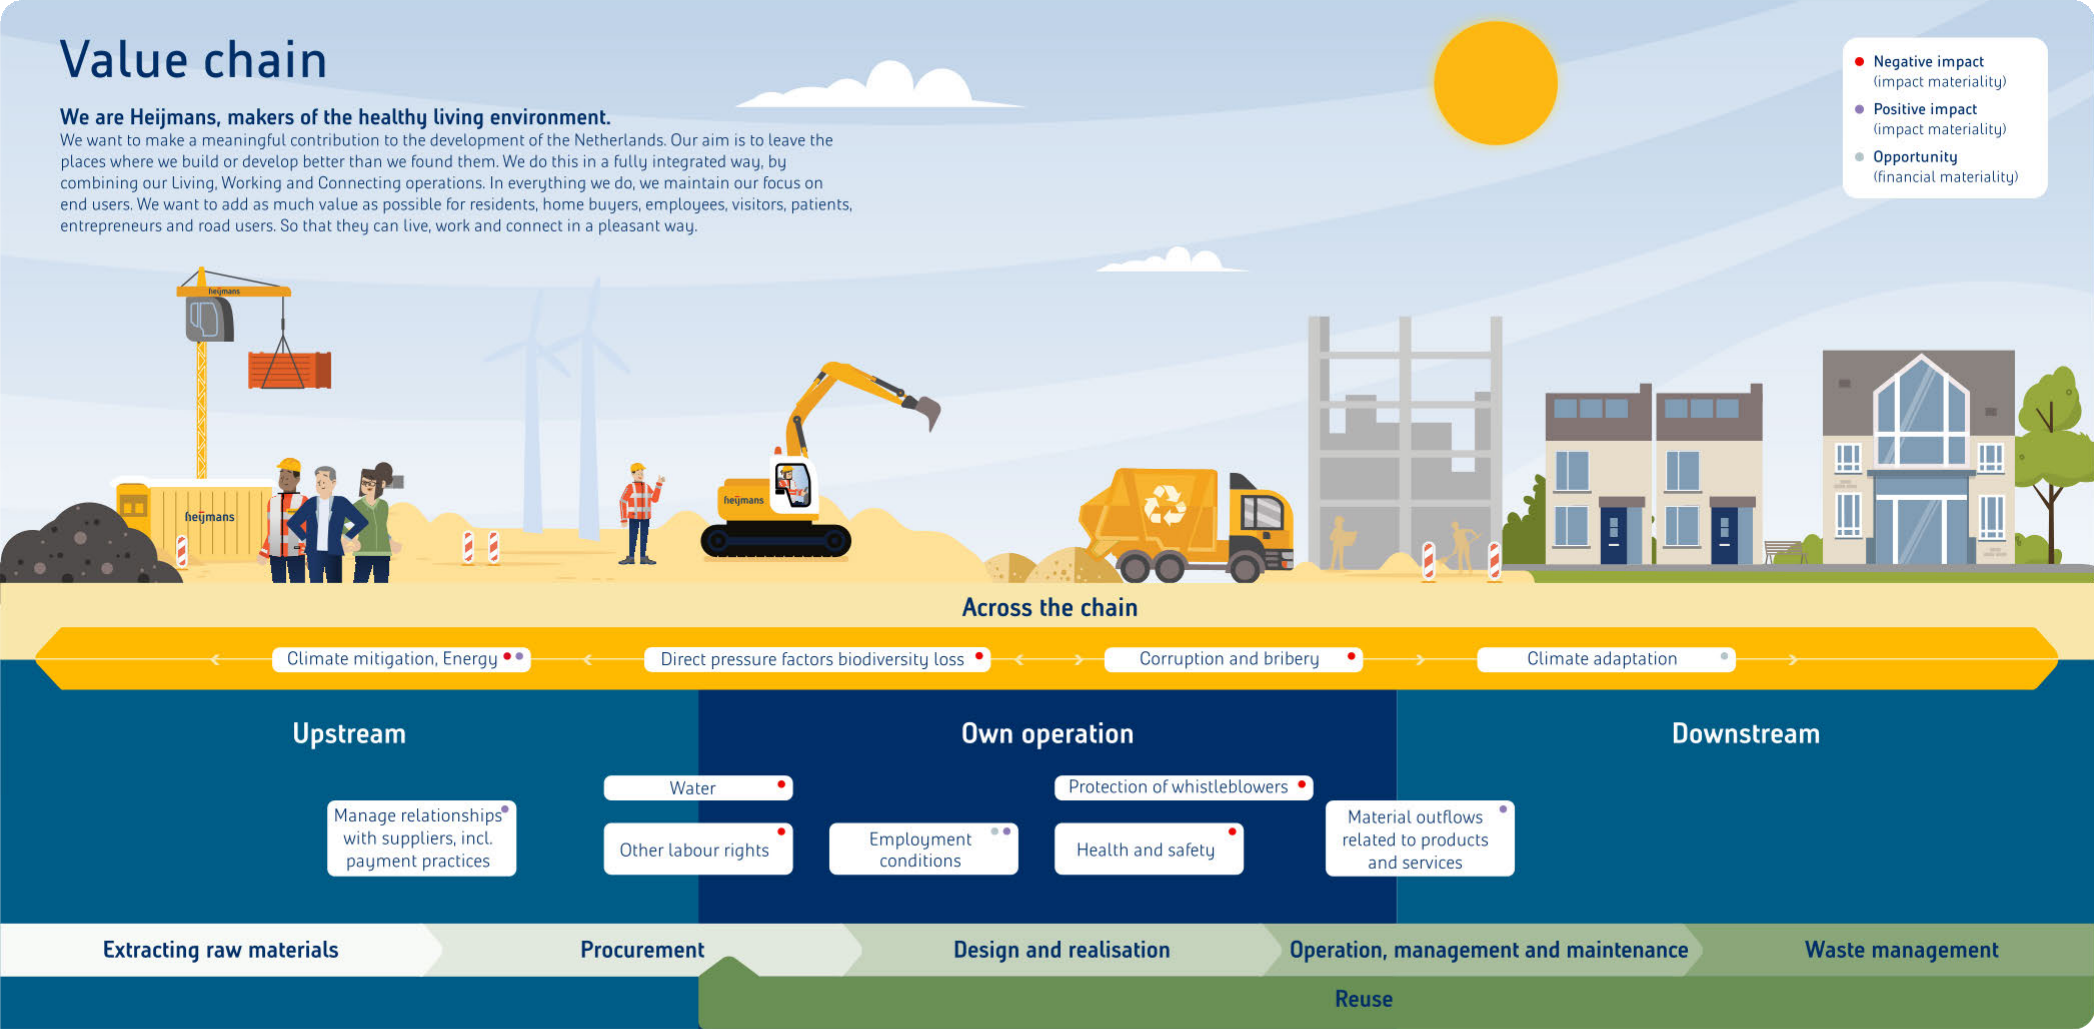 Value chain
We are Heijmans, makers of the healthy living environment.
We want to make a meaningful contribution to the development of the Netherlands. Our aim is to leave the
places where we build or develop better than we found them. We do this in a fully integrated way, by
combining our Living, Working and Connecting operations. In everything we do, we maintain our focus on
end users. We want to add as much value as possible for residents, home buyers, employees, visitors, patients,
entrepreneurs and road users. So that they can live, work and connect in a pleasant way.
Negative impact
(impact materiality)
Positive impact
(impact materiality)
Opportunity
(financial materiality)
heijmans
heijmans
heijmans
Across the chain
Climate mitigation, Energy
Direct pressure factors biodiversity loss
Corruption and bribery
Climate adaptation
Upstream
Own operation
Downstream
Manage relationships
with suppliers, incl.
payment practices
Water
Other labour rights
Employment
conditions
Protection of whistleblowers
Health and safety
Material outflows
related to products
and services
Extracting raw materials
Procurement
Design and realisation
Operation, management and maintenance
Waste management
Reuse